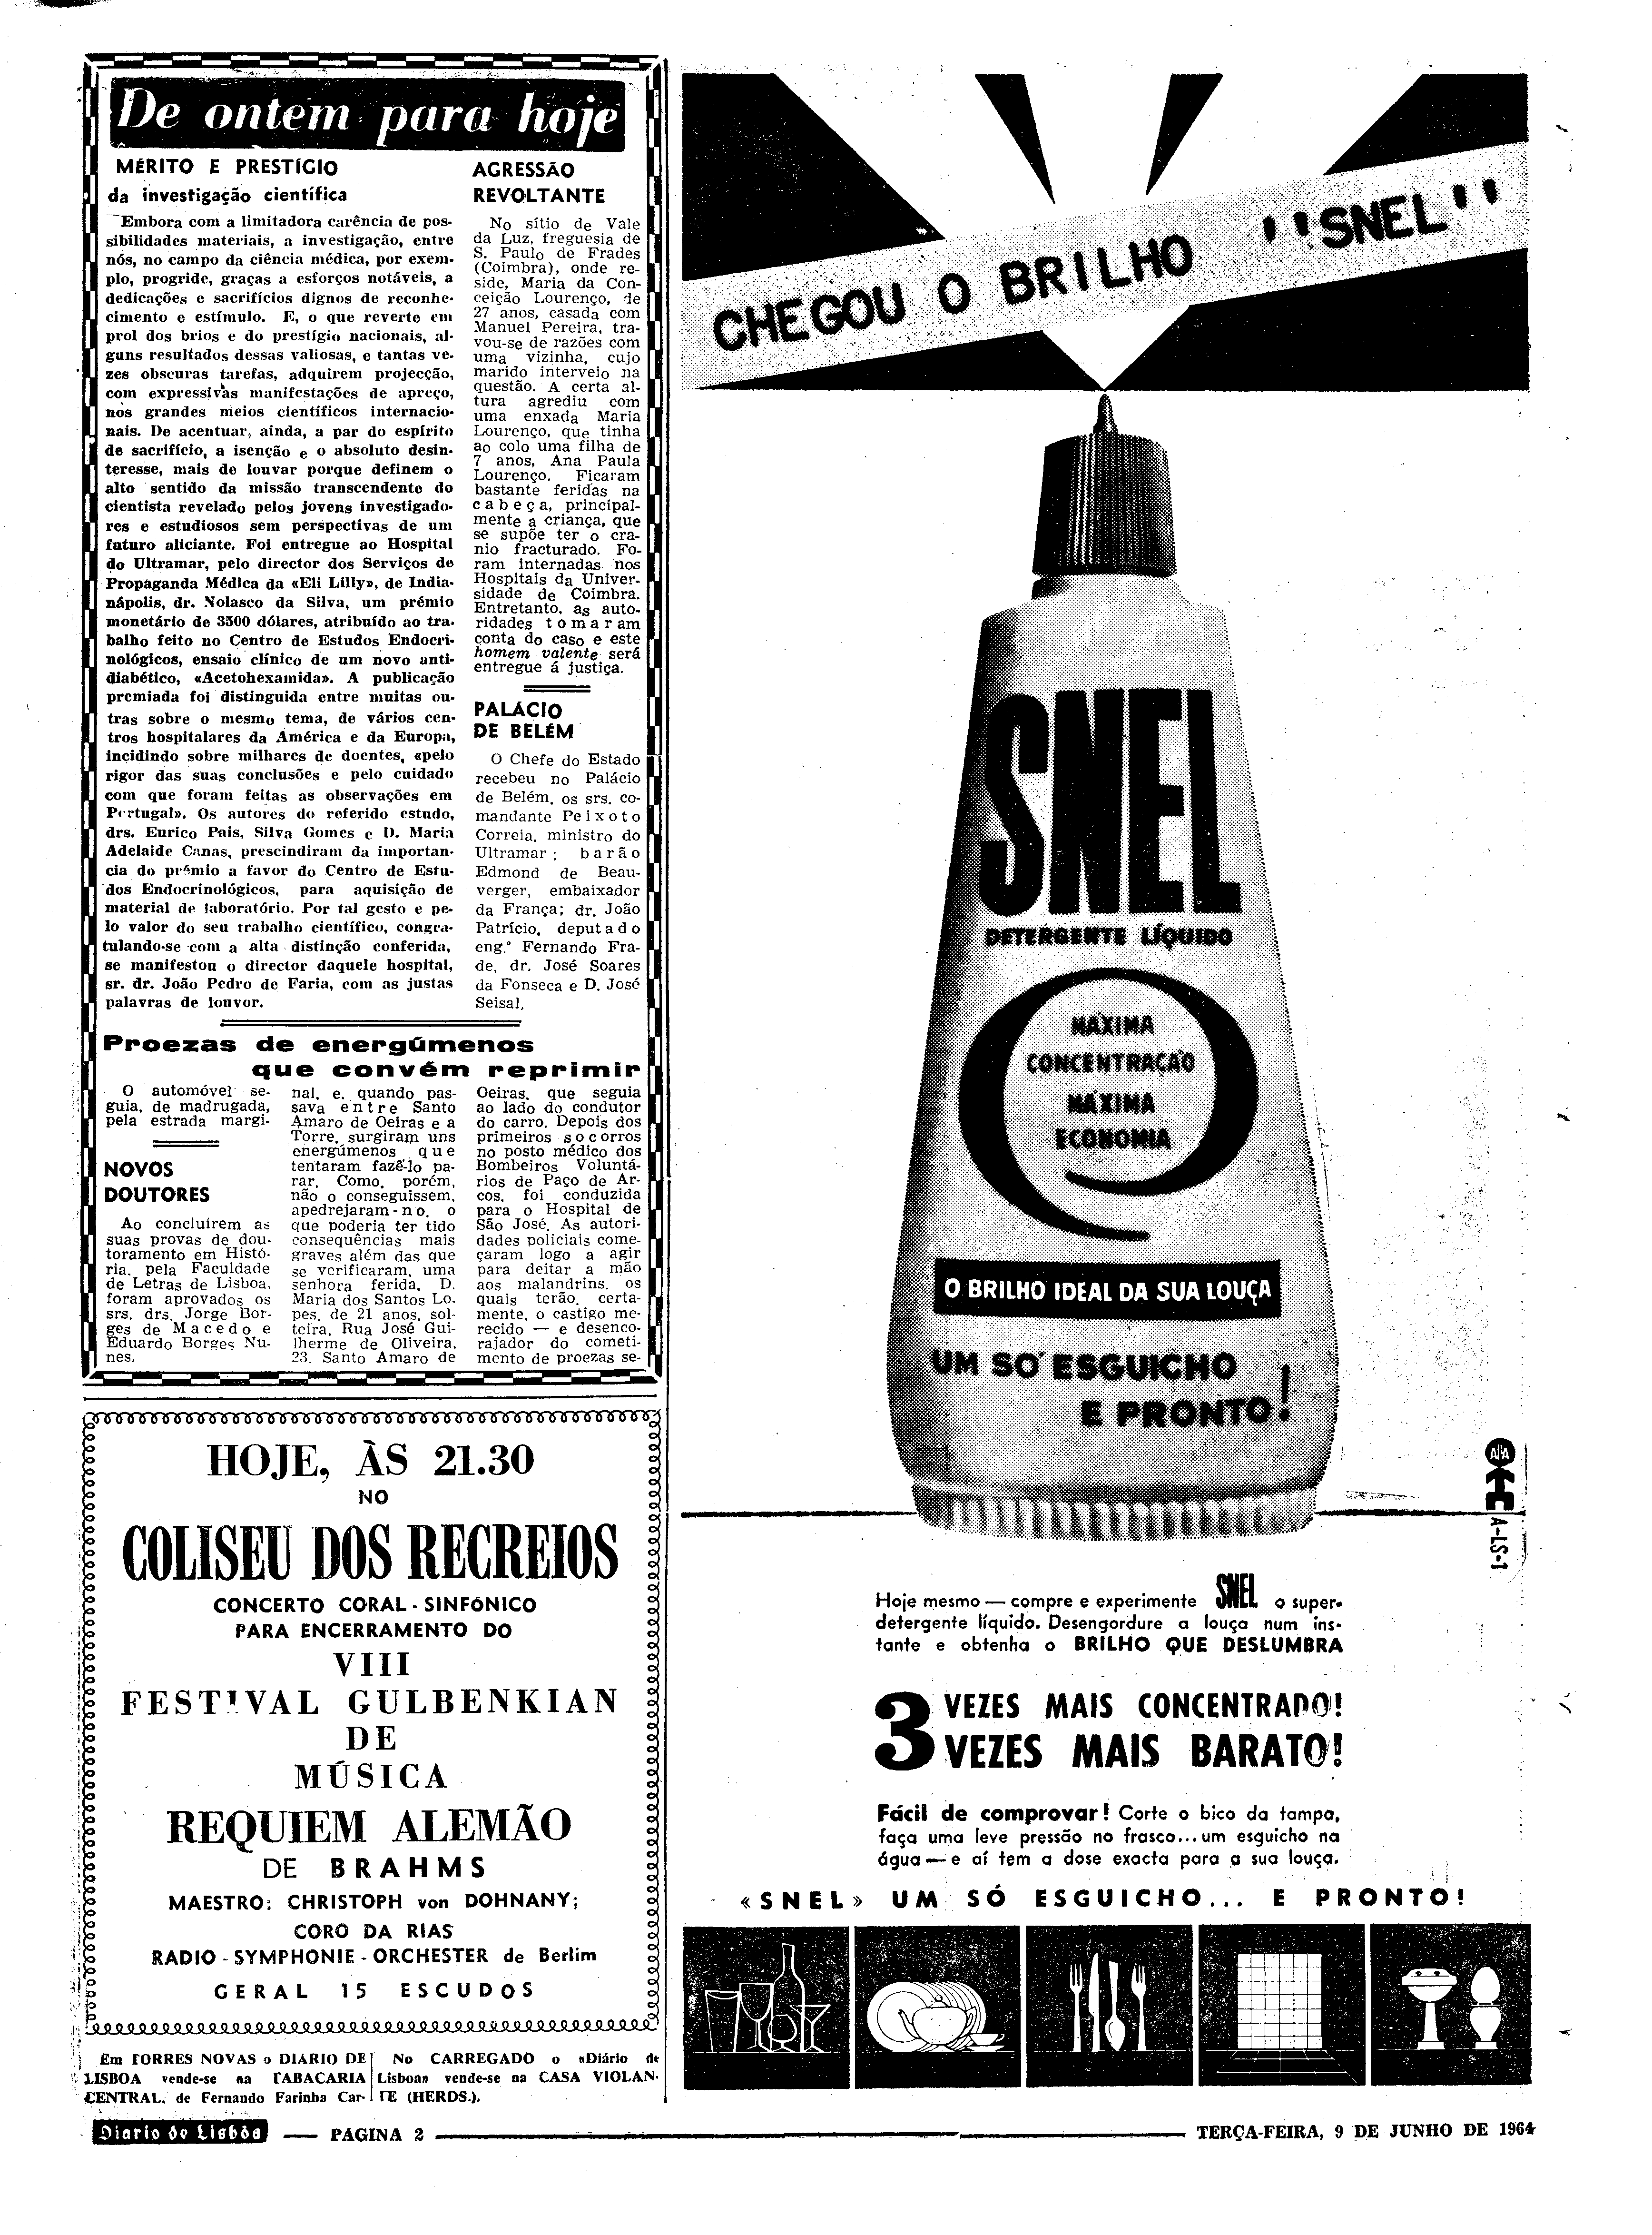 De ontem para hoje
MÉRITO E PRESTÍGIO
da investigação científica
Embora com a limitadora carência de pos-
sibilidades materiais, a investigação, entre
nós, no campo da ciência médica, por exem-
plo, progride, graças a esforços notáveis, a
dedicações e sacrifícios dignos de reconhe-
cimento e estímulo. E, o que reverte em
prol dos brios e do prestígio nacionais, al-
guns resultados dessas valiosas, e tantas ve-
zes obscuras tarefas, adquirem projecção,
com expressivas manifestações de apreço,
nos grandes meios científicos internacio-
nais. De acentuar, ainda, a par do espírito
de sacrifício, a isenção e o absoluto desin-
teresse, mais de louvar porque definem o
alto sentido da missão transcendente do
cientista revelado pelos jovens investigado-
res e estudiosos sem perspectivas de um
futuro aliciante. Foi entregue ao Hospital
do Ultramar, pelo director dos Serviços de
Propaganda Médica da «Eli Lilly», de India-
nápolis, dr. Nolasco da Silva, um prémio
monetário de 3500 dólares, atribuído ao tra-
balho feito no Centro de Estudos Endocri-
nológicos, ensaio clínico de um novo anti-
diabético, «Acetohexamida». A publicação
premiada foi distinguida entre muitas ou-
tras sobre o mesmo tema, de vários cen-
tros hospitalares da América e da Europa,
incidindo sobre milhares de doentes, «pelo
rigor das suas conclusões e pelo cuidado
com que foram feitas as observações em
Portugal». Os autores do referido estudo,
drs. Eurico Pais, Silva Gomes e D. Maria
Adelaide Canas, prescindiram da importan-
cia do prémio a favor do Centro de Estu-
dos Endocrinológicos, para aquisição de
material de laboratório. Por tal gesto e pe-
lo valor do seu trabalho científico, congra-
tulando-se com a alta distinção conferida,
se manifestou o director daquele hospital,
sr. dr. João Pedro de Faria, com as justas
palavras de louvor.
AGRESSÃO
REVOLTANTE
No sítio de Vale
da Luz, freguesia de
S. Paulo de Frades
(Coimbra), onde re-
side, Maria da Con-
ceição Lourenço, de
27 anos, casada com
Manuel Pereira, tra-
vou-se de razões com
uma vizinha, cujo
marido interveio na
questão. A certa al-
tura agrediu com
uma enxada Maria
Lourenço, que tinha
ao colo uma filha de
7 anos, Ana Paula
Lourenço. Ficaram
bastante feridas na
cabeça, principal-
mente a criança, que
se supõe ter o cra-
nio fracturado. Fo-
ram internadas nos
Hospitais da Univer-
sidade de Coimbra.
Entretanto, as auto-
ridades tomaram
conta do caso e este
homem valente será
entregue á justiça.
PALÁCIO
DE BELÉM
O Chefe do Estado
recebeu no Palácio
de Belém, os srs. co-
mandante Peixoto
Correia, ministro do
Ultramar; barão
Edmond de Beau-
verger, embaixador
da França; dr. João
Patrício, deputado
eng.º Fernando Fra-
de, dr. José Soares
da Fonseca e D. José
Seisal.
Proezas de energúmenos
que convém reprimir
O automóvel se-
guia, de madrugada,
pela estrada margi-
nal, e, quando pas-
sava entre Santo
Amaro de Oeiras e a
Torre, surgiram uns
energúmenos que
tentaram fazê-lo pa-
rar. Como, porém,
não o conseguissem,
apedrejaram-no, o
que poderia ter tido
consequências mais
graves além das que
se verificaram, uma
senhora ferida, D.
Maria dos Santos Lo-
pes, de 21 anos, sol-
teira, Rua José Gui-
lherme de Oliveira,
23, Santo Amaro de
Oeiras, que seguia
ao lado do condutor
do carro. Depois dos
primeiros socorros
no posto médico dos
Bombeiros Voluntá-
rios de Paço de Ar-
cos, foi conduzida
para o Hospital de
São José. As autori-
dades policiais come-
çaram logo a agir
para deitar a mão
aos malandrins, os
quais terão, certa-
mente, o castigo me-
recido — e desenco-
rajador do cometi-
mento de proezas se-
NOVOS
DOUTORES
Ao concluirem as
suas provas de dou-
toramento em Histó-
ria, pela Faculdade
de Letras de Lisboa,
foram aprovados os
srs. drs. Jorge Bor-
ges de Macedo e
Eduardo Borges Nu-
nes.
HOJE, ÀS 21.30
NO
COLISEU DOS RECREIOS
CONCERTO CORAL-SINFÓNICO
PARA ENCERRAMENTO DO
VIII
FESTIVAL GULBENKIAN
DE
MÚSICA
REQUIEM ALEMÃO
DE BRAHMS
MAESTRO: CHRISTOPH von DOHNANY;
CORO DA RIAS
RADIO-SYMPHONIE-ORCHESTER de Berlim
GERAL 15 ESCUDOS
Em TORRES NOVAS o DIARIO DE
LISBOA vende-se na TABACARIA
CENTRAL, de Fernando Farinha Car-
No CARREGADO o «Diário de
Lisboa» vende-se na CASA VIOLAN-
TE (HERDS.).
CHEGOU O BRILHO "SNEL"
SNEL
DETERGENTE LÍQUIDO
MÁXIMA
CONCENTRAÇÃO
MÁXIMA
ECONOMIA
O BRILHO IDEAL DA SUA LOUÇA
UM SÓ ESGUICHO
E PRONTO!
A-LS-1
Hoje mesmo — compre e experimente SNEL o super-
detergente líquido. Desengordure a louça num ins-
tante e obtenha o BRILHO QUE DESLUMBRA
3 VEZES MAIS CONCENTRADO!
VEZES MAIS BARATO!
Fácil de comprovar! Corte o bico da tampa,
faça uma leve pressão no frasco... um esguicho na
água — e aí tem a dose exacta para a sua louça.
«SNEL» UM SÓ ESGUICHO... E PRONTO!
Diario de Lisbôa — PÁGINA 2
TERÇA-FEIRA, 9 DE JUNHO DE 1964